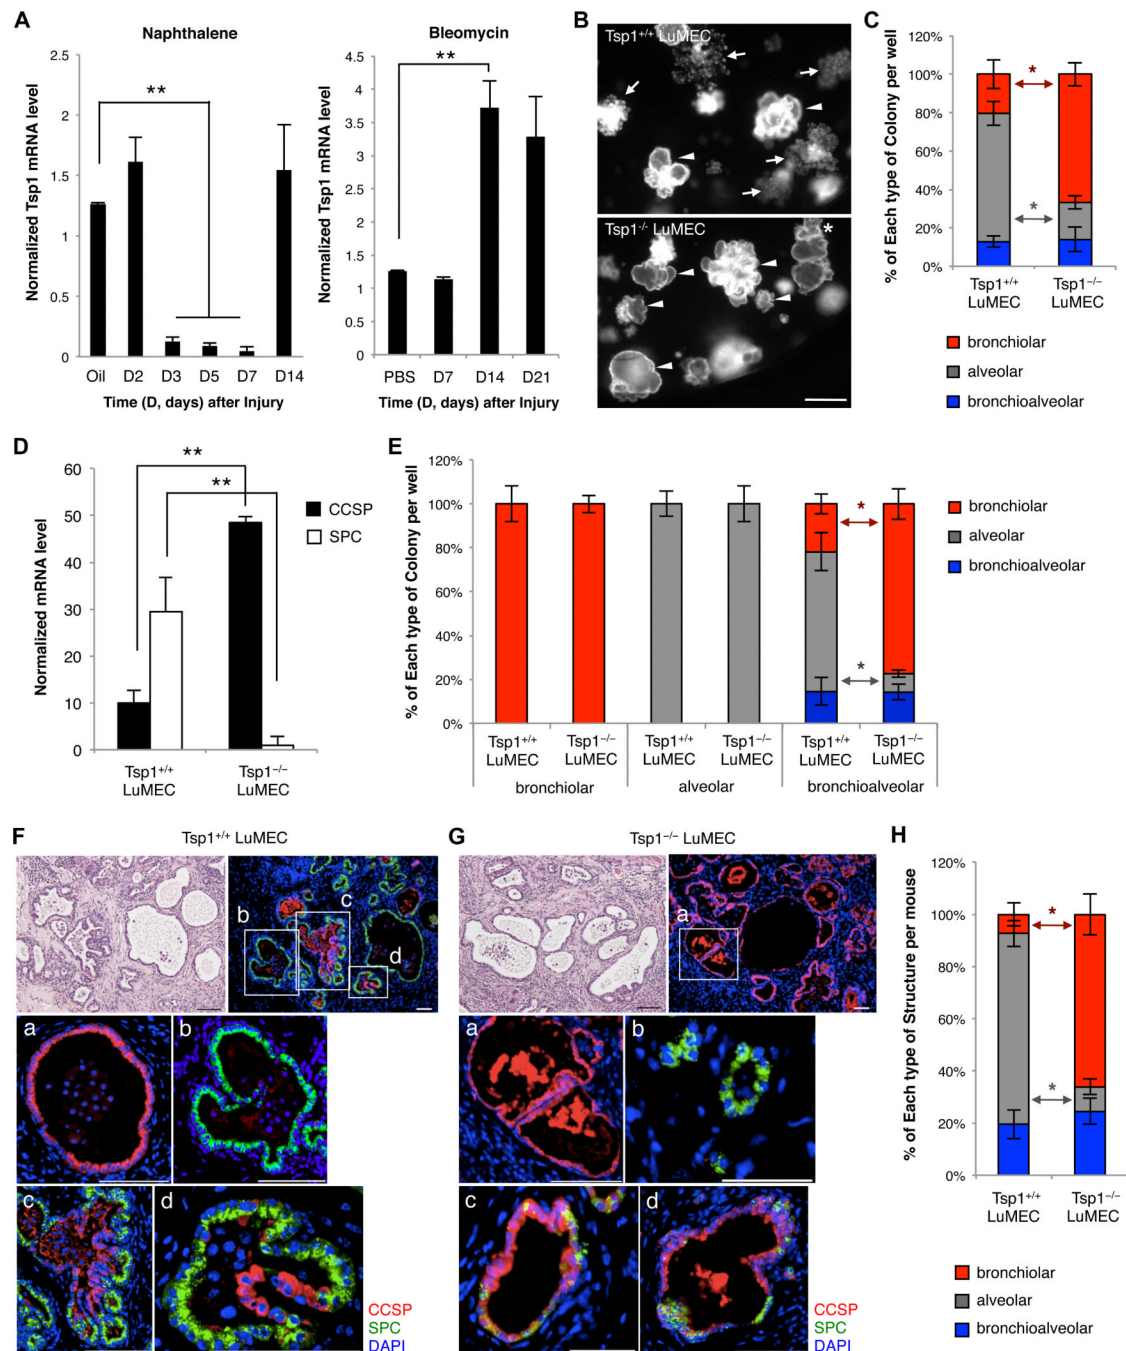 A
Naphthalene
Normalized Tsp1 mRNA level
2.5
2
1.5
1
0.5
0
**
Oil D2 D3 D5 D7 D14
Time (D, days) after Injury
Bleomycin
Normalized Tsp1 mRNA level
4.5
4
3.5
3
2.5
2
1.5
1
0.5
0
**
PBS D7 D14 D21
Time (D, days) after Injury
B
Tsp1+/+ LuMEC
Tsp1-/- LuMEC
*
C
% of Each type of Colony per well
100%
80%
60%
40%
20%
0%
*
*
Tsp1+/+ Tsp1−/−
LuMEC LuMEC
bronchiolar
alveolar
bronchioalveolar
D
Normalized mRNA level
60
50
40
30
20
10
0
**
**
CCSP
SPC
Tsp1+/+ Tsp1−/−
LuMEC LuMEC
E
% of Each type of Colony per well
120%
100%
80%
60%
40%
20%
0%
*
*
Tsp1+/+ Tsp1−/− Tsp1+/+ Tsp1−/− Tsp1+/+ Tsp1−/−
LuMEC LuMEC LuMEC LuMEC LuMEC LuMEC
bronchiolar alveolar bronchioalveolar
bronchiolar
alveolar
bronchioalveolar
F
Tsp1+/+ LuMEC
b
c
d
a
b
c
d
CCSP
SPC
DAPI
G
Tsp1−/− LuMEC
a
a
b
c
d
CCSP
SPC
DAPI
H
% of Each type of Structure per mouse
120%
100%
80%
60%
40%
20%
0%
*
*
Tsp1+/+ Tsp1−/−
LuMEC LuMEC
bronchiolar
alveolar
bronchioalveolar